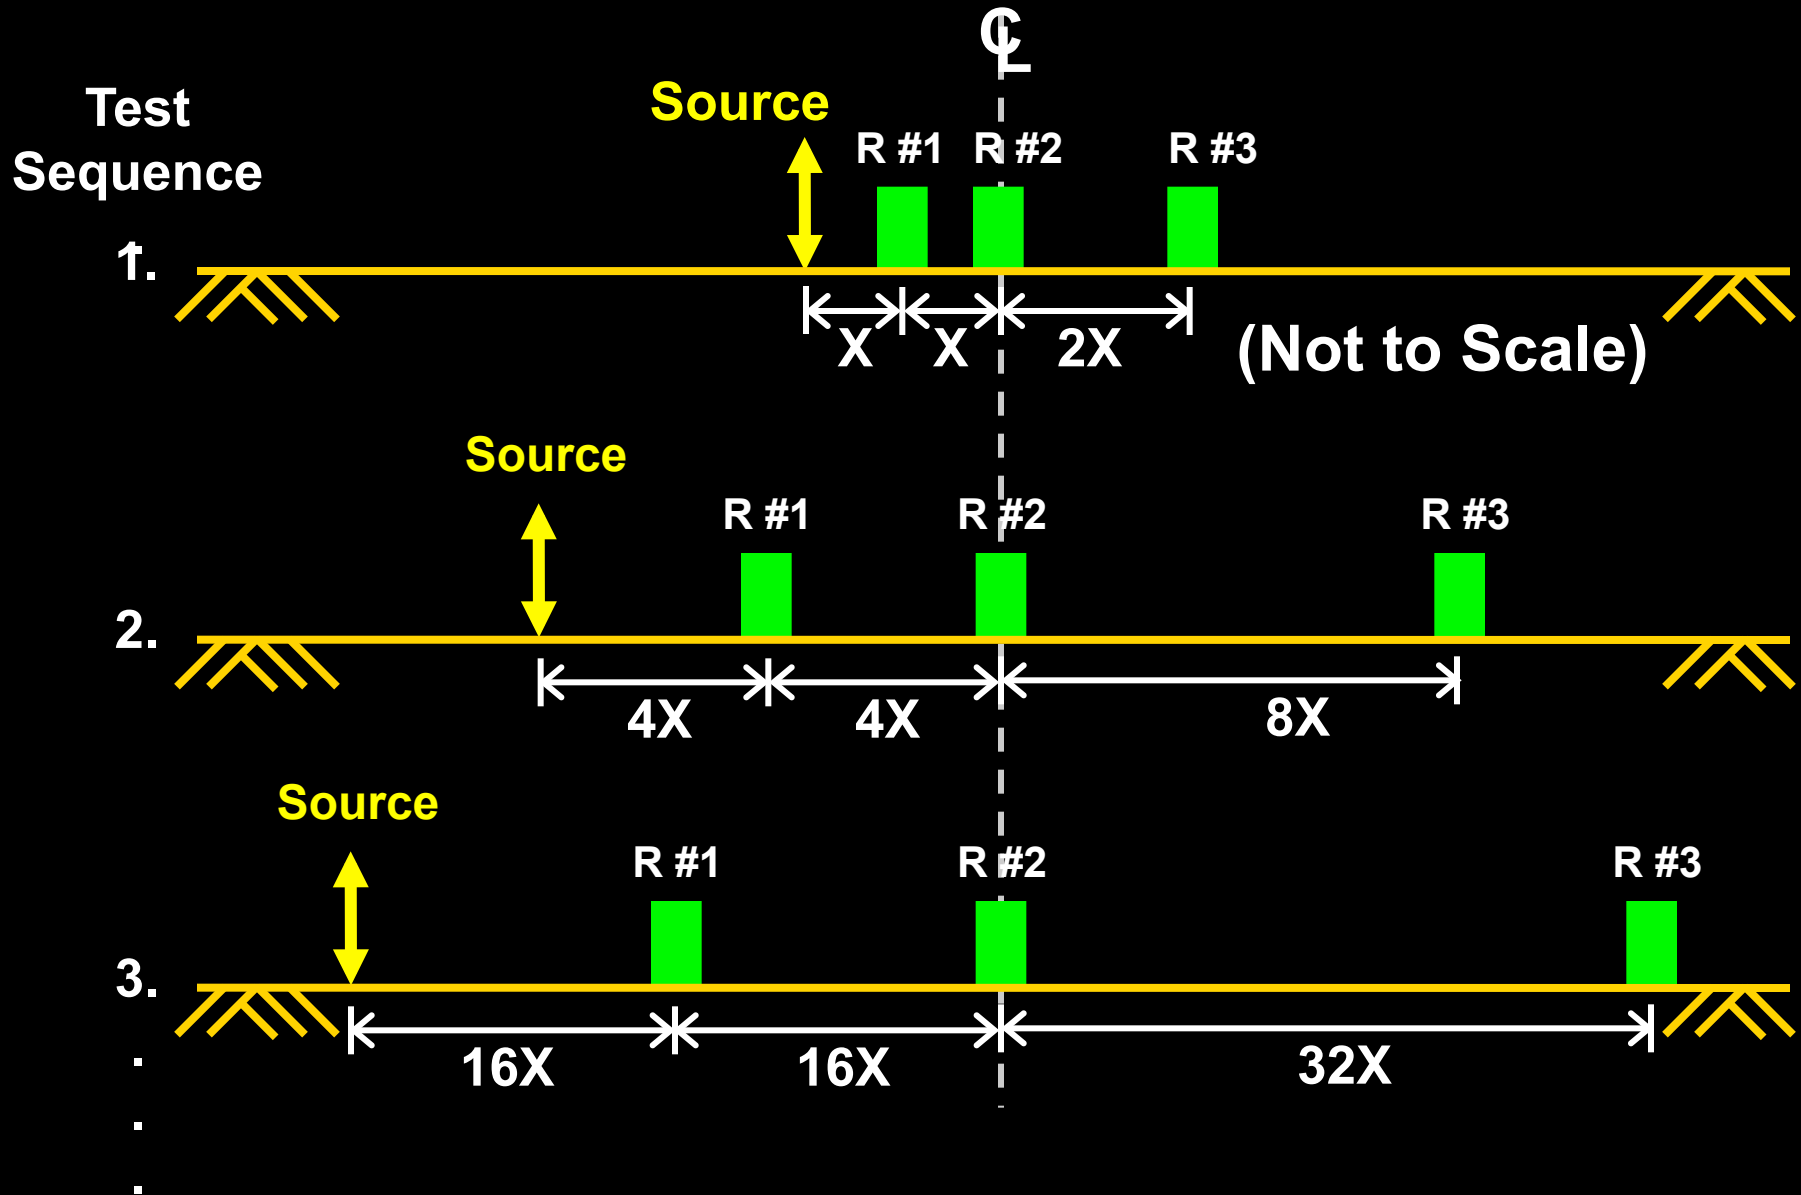 ℄
Test
Sequence
Source
R #1
R #2
R #3
1.
X
X
2X
(Not to Scale)
Source
R #1
R #2
R #3
2.
4X
4X
8X
Source
R #1
R #2
R #3
3.
16X
16X
32X
.
.
.